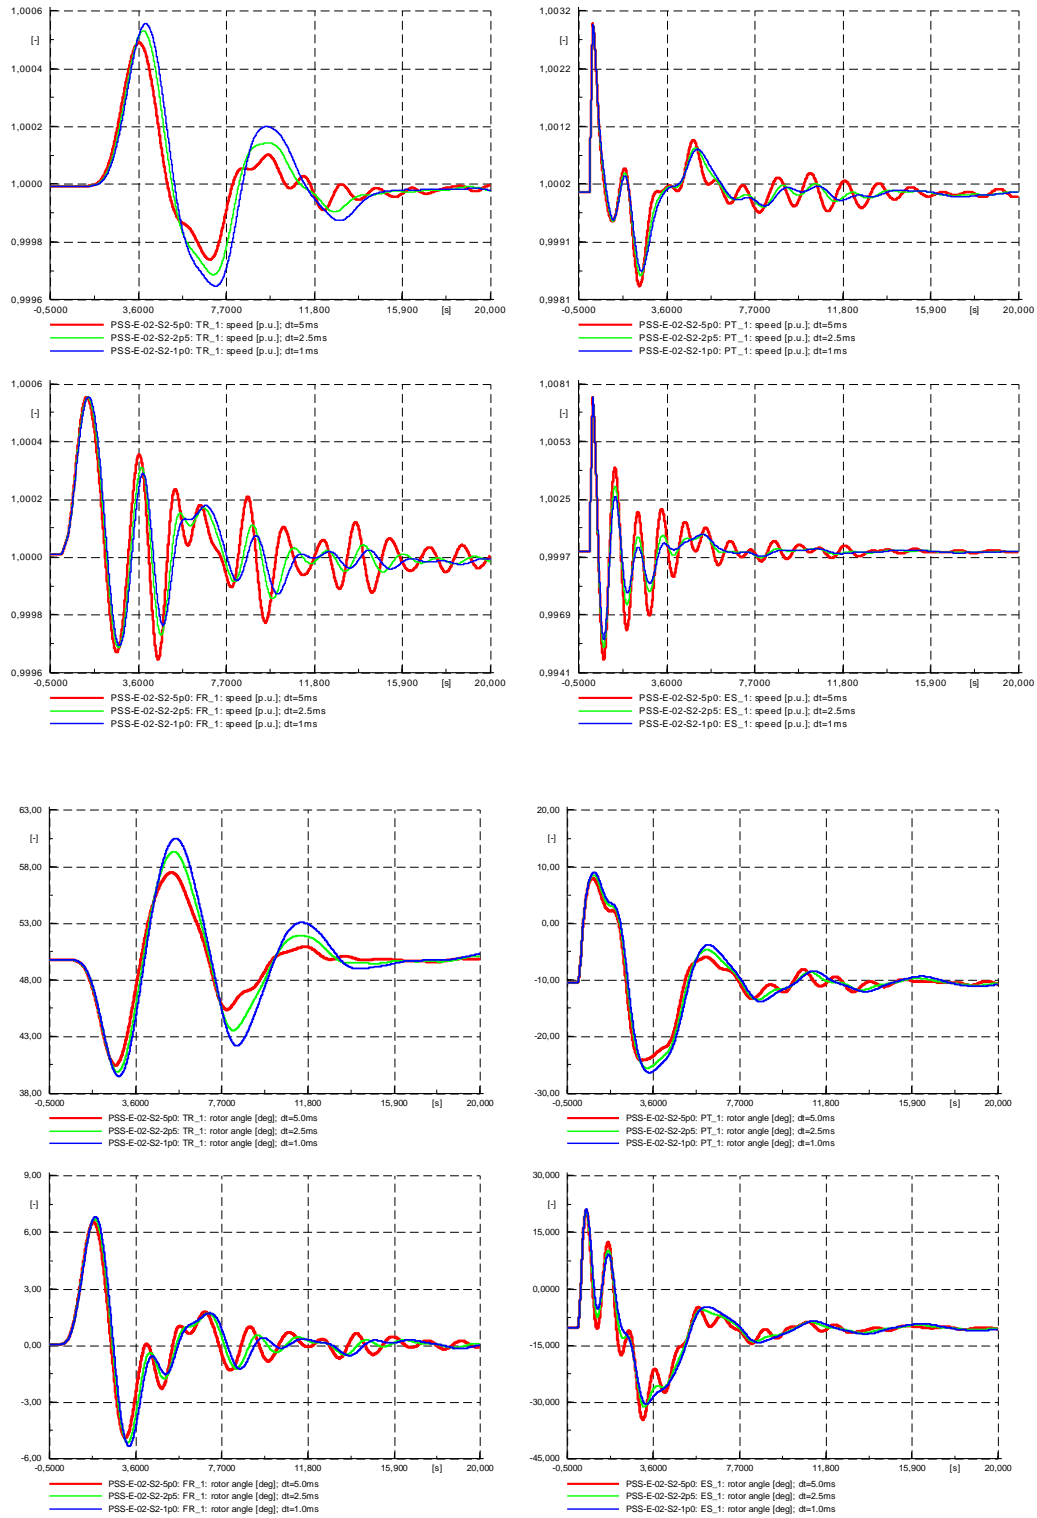 1,0006
[-]
1,0004
1,0002
1,0000
0,9998
0,9996
-0,5000 3,6000 7,7000 11,800 15,900 [s] 20,000
PSS-E-02-S2-5p0: TR_1: speed [p.u.]; dt=5ms
PSS-E-02-S2-2p5: TR_1: speed [p.u.]; dt=2.5ms
PSS-E-02-S2-1p0: TR_1: speed [p.u.]; dt=1ms
1,0032
[-]
1,0022
1,0012
1,0002
0,9991
0,9981
-0,5000 3,6000 7,7000 11,800 15,900 [s] 20,000
PSS-E-02-S2-5p0: PT_1: speed [p.u.]; dt=5ms
PSS-E-02-S2-2p5: PT_1: speed [p.u.]; dt=2.5ms
PSS-E-02-S2-1p0: PT_1: speed [p.u.]; dt=1ms
1,0006
[-]
1,0004
1,0002
1,0000
0,9998
0,9996
-0,5000 3,6000 7,7000 11,800 15,900 [s] 20,000
PSS-E-02-S2-5p0: FR_1: speed [p.u.]; dt=5ms
PSS-E-02-S2-2p5: FR_1: speed [p.u.]; dt=2.5ms
PSS-E-02-S2-1p0: FR_1: speed [p.u.]; dt=1ms
1,0081
[-]
1,0053
1,0025
0,9997
0,9969
0,9941
-0,5000 3,6000 7,7000 11,800 15,900 [s] 20,000
PSS-E-02-S2-5p0: ES_1: speed [p.u.]; dt=5ms
PSS-E-02-S2-2p5: ES_1: speed [p.u.]; dt=2.5ms
PSS-E-02-S2-1p0: ES_1: speed [p.u.]; dt=1ms
63,00
[-]
58,00
53,00
48,00
43,00
38,00
-0,5000 3,6000 7,7000 11,800 15,900 [s] 20,000
PSS-E-02-S2-5p0: TR_1: rotor angle [deg]; dt=5.0ms
PSS-E-02-S2-2p5: TR_1: rotor angle [deg]; dt=2.5ms
PSS-E-02-S2-1p0: TR_1: rotor angle [deg]; dt=1.0ms
20,00
[-]
10,00
0,00
-10,00
-20,00
-30,00
-0,5000 3,6000 7,7000 11,800 15,900 [s] 20,000
PSS-E-02-S2-5p0: PT_1: rotor angle [deg]; dt=5.0ms
PSS-E-02-S2-2p5: PT_1: rotor angle [deg]; dt=2.5ms
PSS-E-02-S2-1p0: PT_1: rotor angle [deg]; dt=1.0ms
9,00
[-]
6,00
3,00
0,00
-3,00
-6,00
-0,5000 3,6000 7,7000 11,800 15,900 [s] 20,000
PSS-E-02-S2-5p0: FR_1: rotor angle [deg]; dt=5.0ms
PSS-E-02-S2-2p5: FR_1: rotor angle [deg]; dt=2.5ms
PSS-E-02-S2-1p0: FR_1: rotor angle [deg]; dt=1.0ms
30,000
[-]
15,000
0,0000
-15,000
-30,000
-45,000
-0,5000 3,6000 7,7000 11,800 15,900 [s] 20,000
PSS-E-02-S2-5p0: ES_1: rotor angle [deg]; dt=5.0ms
PSS-E-02-S2-2p5: ES_1: rotor angle [deg]; dt=2.5ms
PSS-E-02-S2-1p0: ES_1: rotor angle [deg]; dt=1.0ms